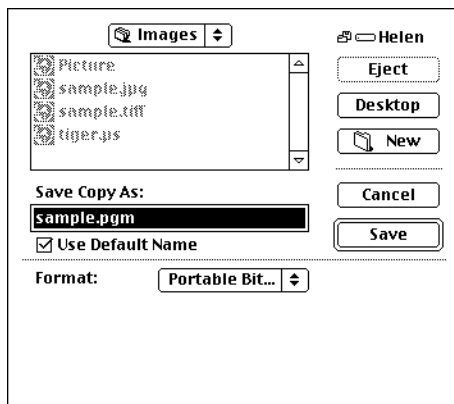 Images
Helen
Picture
sample.jpg
sample.tiff
tiger.ps
Eject
Desktop
New
Save Copy As:
sample.pgm
Use Default Name
Cancel
Save
Format:
Portable Bit...